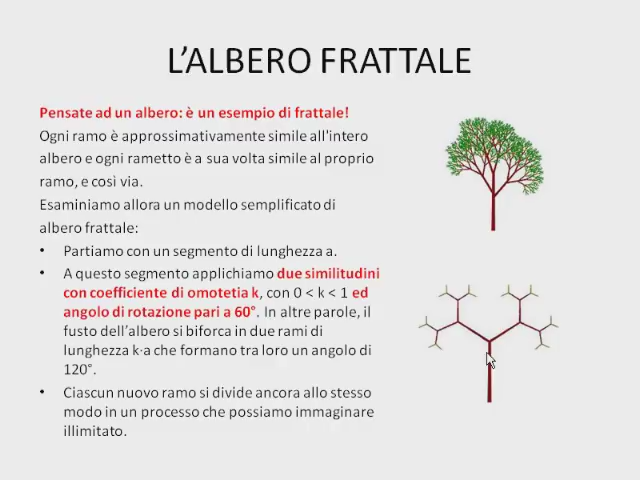 L’ALBERO FRATTALE
Pensate ad un albero: è un esempio di frattale!
Ogni ramo è approssimativamente simile all'intero
albero e ogni rametto è a sua volta simile al proprio
ramo, e così via.
Esaminiamo allora un modello semplificato di
albero frattale:
• Partiamo con un segmento di lunghezza a.
• A questo segmento applichiamo due similitudini
con coefficiente di omotetia k, con 0 < k < 1 ed
angolo di rotazione pari a 60°. In altre parole, il
fusto dell’albero si biforca in due rami di
lunghezza k·a che formano tra loro un angolo di
120°.
• Ciascun nuovo ramo si divide ancora allo stesso
modo in un processo che possiamo immaginare
illimitato.